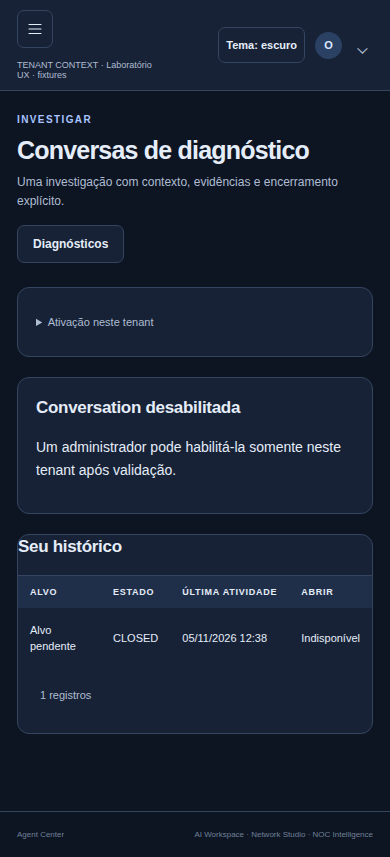 TENANT CONTEXT · Laboratório
UX · fixtures
Tema: escuro
O
INVESTIGAR
Conversas de diagnóstico
Uma investigação com contexto, evidências e encerramento
explícito.
Diagnósticos
Ativação neste tenant
Conversation desabilitada
Um administrador pode habilitá-la somente neste
tenant após validação.
Seu histórico
ALVO ESTADO ÚLTIMA ATIVIDADE ABRIR
Alvo
pendente CLOSED 05/11/2026 12:38 Indisponível
1 registros
Agent Center AI Workspace · Network Studio · NOC Intelligence